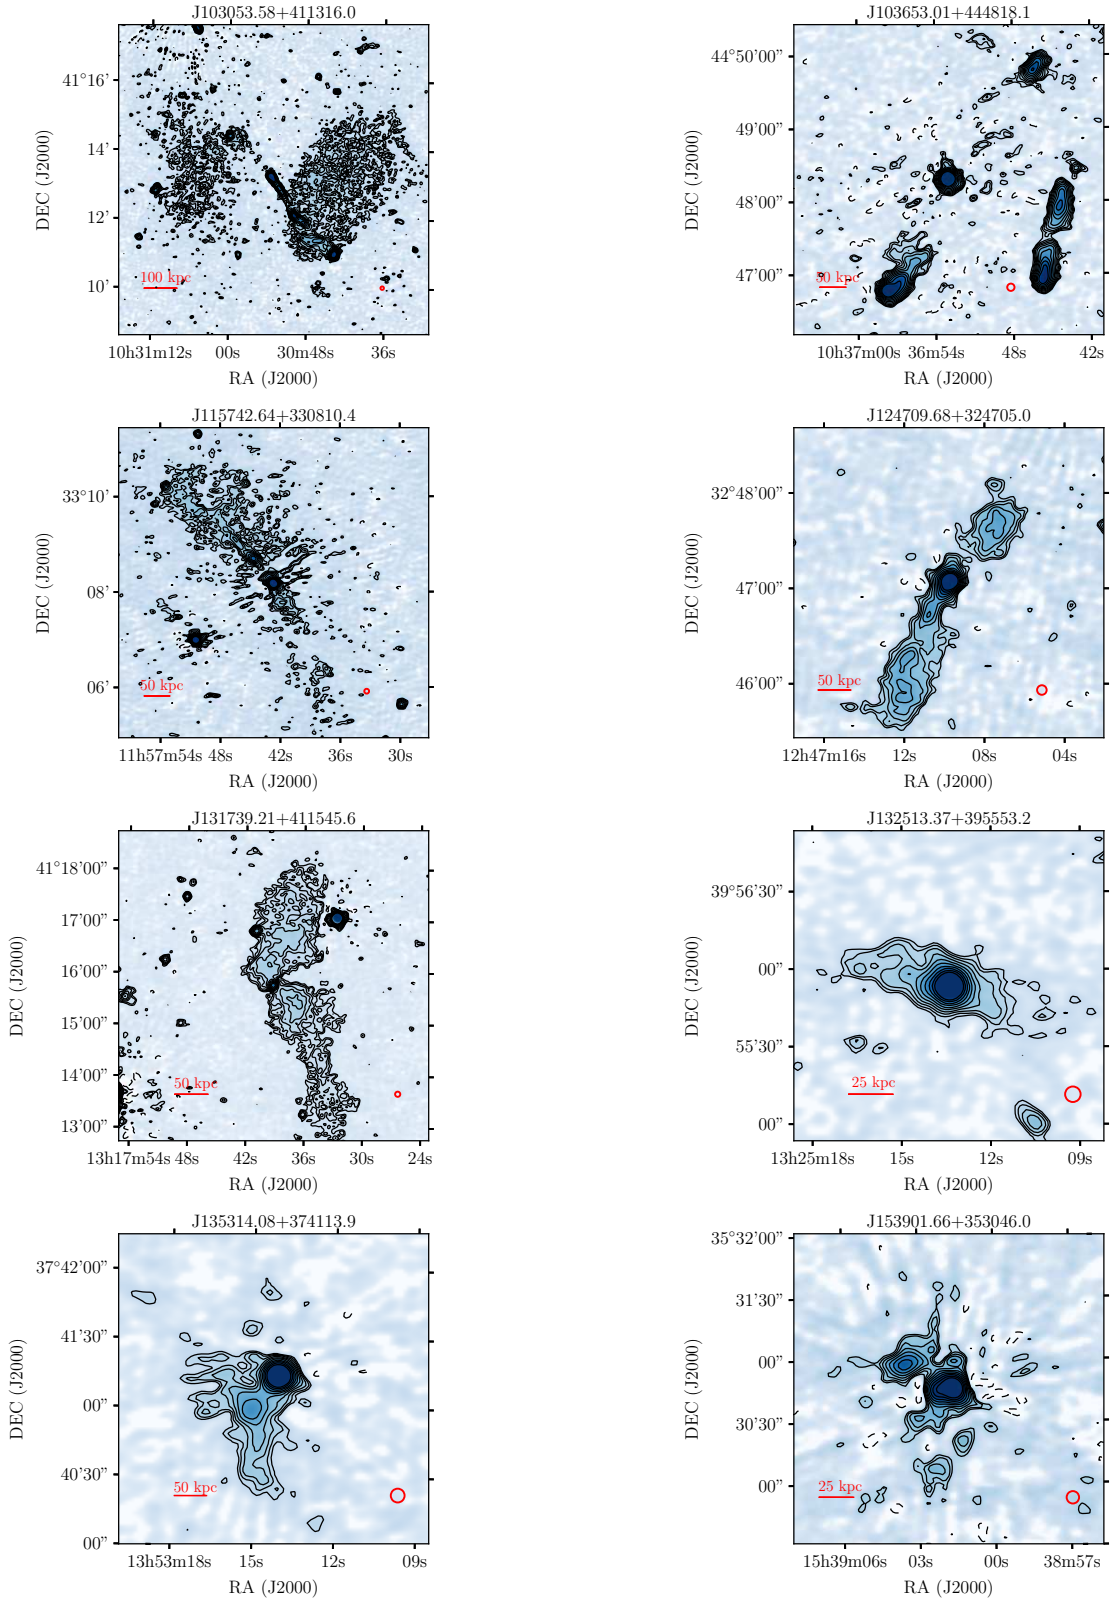 J103053.58+411316.0
DEC (J2000)
41°16'
14'
12'
10'
100 kpc
10h31m12s 00s 30m48s 36s
RA (J2000)
J103653.01+444818.1
DEC (J2000)
44°50'00"
49'00"
48'00"
47'00"
50 kpc
10h37m00s 36m54s 48s 42s
RA (J2000)
J115742.64+330810.4
DEC (J2000)
33°10'
08'
06'
50 kpc
11h57m54s 48s 42s 36s 30s
RA (J2000)
J124709.68+324705.0
DEC (J2000)
32°48'00"
47'00"
46'00"
50 kpc
12h47m16s 12s 08s 04s
RA (J2000)
J131739.21+411545.6
DEC (J2000)
41°18'00"
17'00"
16'00"
15'00"
14'00"
13'00"
50 kpc
13h17m54s 48s 42s 36s 30s 24s
RA (J2000)
J132513.37+395553.2
DEC (J2000)
39°56'30"
00"
55'30"
00"
25 kpc
13h25m18s 15s 12s 09s
RA (J2000)
J135314.08+374113.9
DEC (J2000)
37°42'00"
41'30"
00"
40'30"
00"
50 kpc
13h53m18s 15s 12s 09s
RA (J2000)
J153901.66+353046.0
DEC (J2000)
35°32'00"
31'30"
00"
30'30"
00"
25 kpc
15h39m06s 03s 00s 38m57s
RA (J2000)